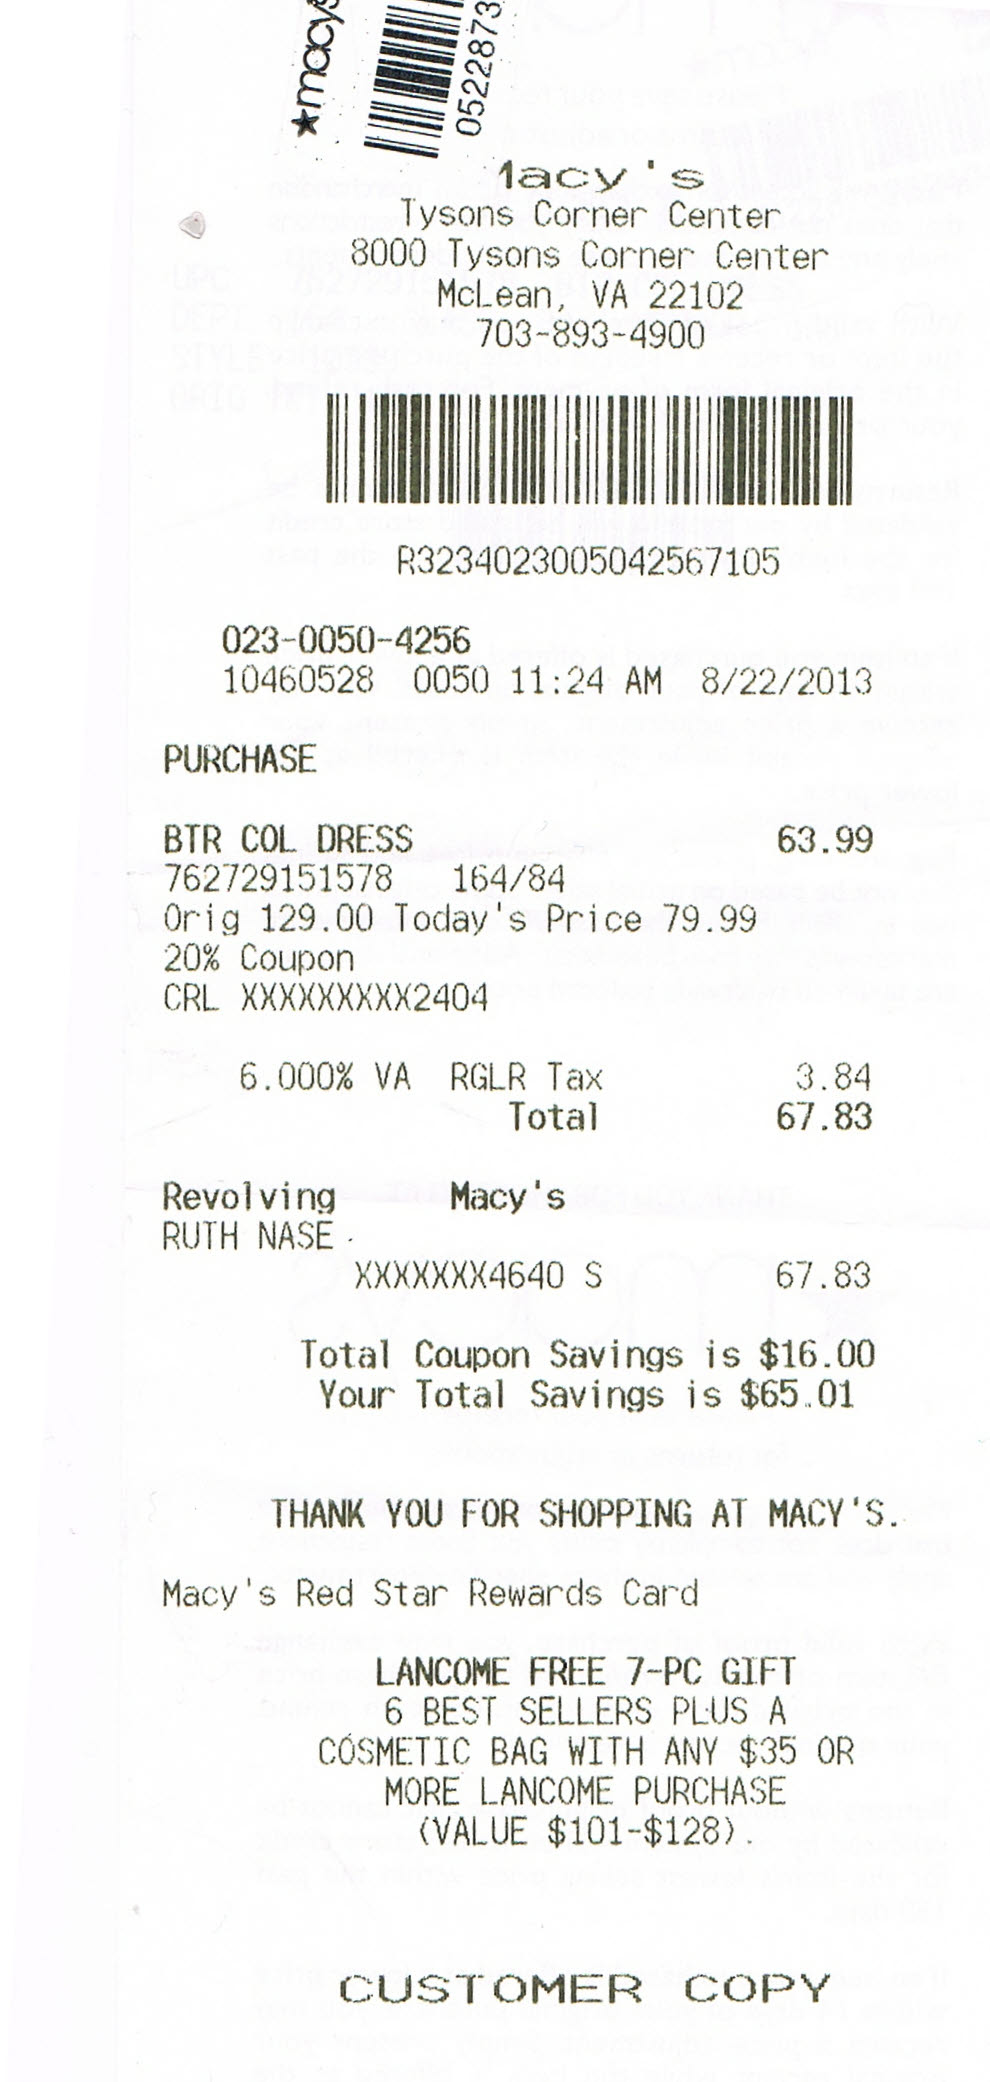 ★macys
0522873
Macy's
Tysons Corner Center
8000 Tysons Corner Center
McLean, VA 22102
703-893-4900
R3234023005042567105
023-0050-4256
10460528 0050 11:24 AM 8/22/2013
PURCHASE
BTR COL DRESS 63.99
762729151578 164/84
Orig 129.00 Today's Price 79.99
20% Coupon
CRL XXXXXXXXX2404
6.000% VA RGLR Tax 3.84
Total 67.83
Revolving Macy's
RUTH NASE
XXXXXXX4640 S 67.83
Total Coupon Savings is $16.00
Your Total Savings is $65.01
THANK YOU FOR SHOPPING AT MACY'S.
Macy's Red Star Rewards Card
LANCOME FREE 7-PC GIFT
6 BEST SELLERS PLUS A
COSMETIC BAG WITH ANY $35 OR
MORE LANCOME PURCHASE
(VALUE $101-$128).
CUSTOMER COPY